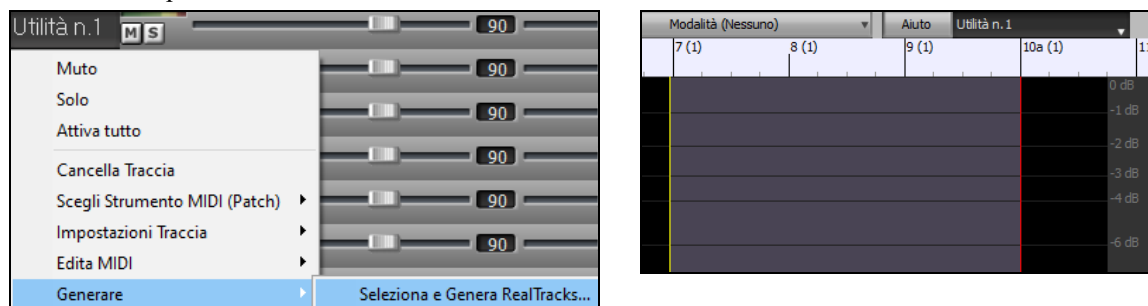 Utilità n.1 M S 90
Muto
90
Solo
90
Attiva tutto
90
Cancella Traccia
Scegli Strumento MIDI (Patch) 90
Impostazioni Traccia
90
Edita MIDI
Generare Seleziona e Genera RealTracks...
Modalità (Nessuno) Aiuto Utilità n.1
7 (1) 8 (1) 9 (1) 10a (1)
0 dB
-1 dB
-2 dB
-3 dB
-4 dB
-6 dB